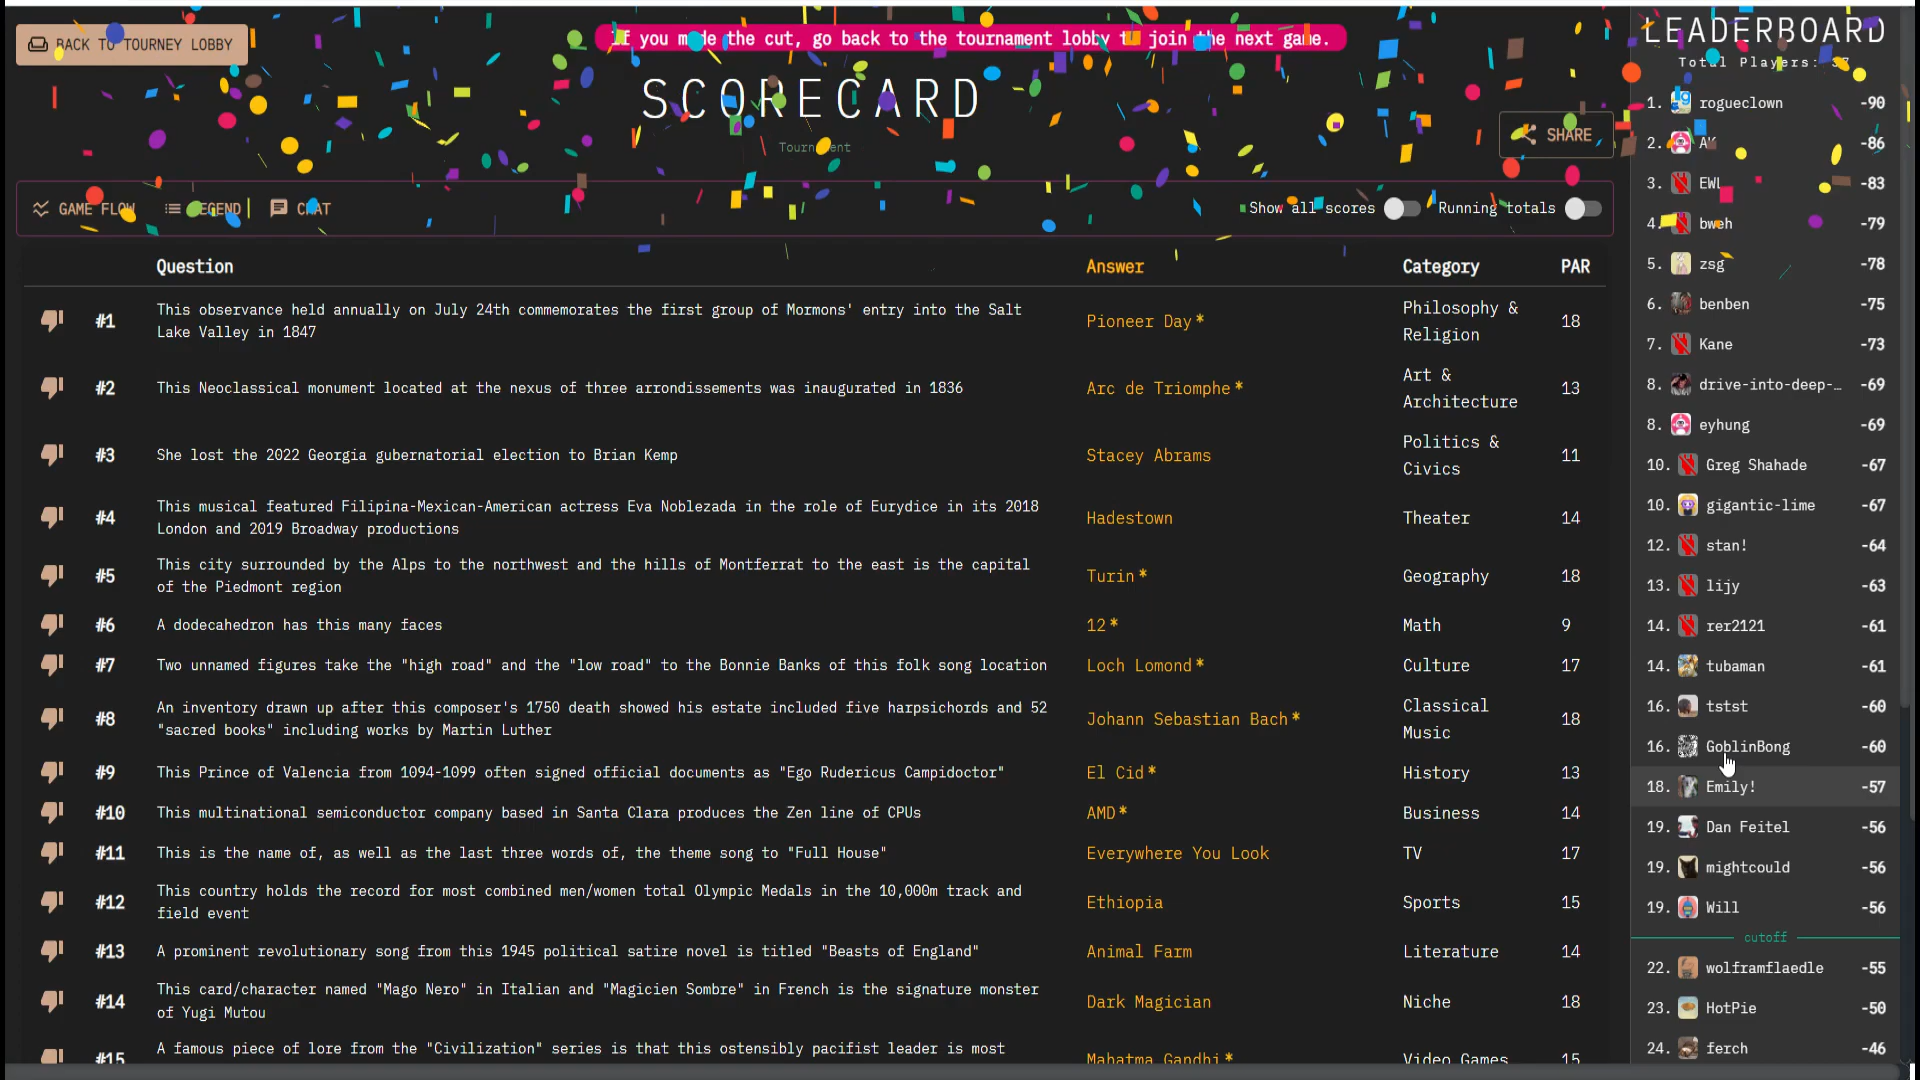 BACK TO TOURNEY LOBBY
If you made the cut, go back to the tournament lobby to join the next game.
SCORECARD
Tournament
SHARE
GAME FLOW
LEGEND
CHAT
Show all scores
Running totals
Question Answer Category PAR
#1 This observance held annually on July 24th commemorates the first group of Mormons' entry into the Salt
Lake Valley in 1847
Pioneer Day *
Philosophy &
Religion
18
#2 This Neoclassical monument located at the nexus of three arrondissements was inaugurated in 1836
Arc de Triomphe *
Art &
Architecture
13
#3 She lost the 2022 Georgia gubernatorial election to Brian Kemp
Stacey Abrams
Politics &
Civics
11
#4 This musical featured Filipina-Mexican-American actress Eva Noblezada in the role of Eurydice in its 2018
London and 2019 Broadway productions
Hadestown
Theater
14
#5 This city surrounded by the Alps to the northwest and the hills of Montferrat to the east is the capital
of the Piedmont region
Turin *
Geography
18
#6 A dodecahedron has this many faces
12 *
Math
9
#7 Two unnamed figures take the "high road" and the "low road" to the Bonnie Banks of this folk song location
Loch Lomond *
Culture
17
#8 An inventory drawn up after this composer's 1750 death showed his estate included five harpsichords and 52
"sacred books" including works by Martin Luther
Johann Sebastian Bach *
Classical
Music
18
#9 This Prince of Valencia from 1094-1099 often signed official documents as "Ego Rudericus Campidoctor"
El Cid *
History
13
#10 This multinational semiconductor company based in Santa Clara produces the Zen line of CPUs
AMD *
Business
14
#11 This is the name of, as well as the last three words of, the theme song to "Full House"
Everywhere You Look
TV
17
#12 This country holds the record for most combined men/women total Olympic Medals in the 10,000m track and
field event
Ethiopia
Sports
15
#13 A prominent revolutionary song from this 1945 political satire novel is titled "Beasts of England"
Animal Farm
Literature
14
#14 This card/character named "Mago Nero" in Italian and "Magicien Sombre" in French is the signature monster
of Yugi Mutou
Dark Magician
Niche
18
#15 A famous piece of lore from the "Civilization" series is that this ostensibly pacifist leader is most
Mahatma Gandhi *
Video Games
15
LEADERBOARD
Total Players: 37
1. rogueclown -90
2. AK -86
3. EWL -83
4. bweh -79
5. zsg -78
6. benben -75
7. Kane -73
8. drive-into-deep-… -69
8. eyhung -69
10. Greg Shahade -67
10. gigantic-lime -67
12. stan! -64
13. lijy -63
14. rer2121 -61
14. tubaman -61
16. tstst -60
16. GoblinBong -60
18. Emily! -57
19. Dan Feitel -56
19. mightcould -56
19. Will -56
cutoff
22. wolframflaedle -55
23. HotPie -50
24. ferch -46